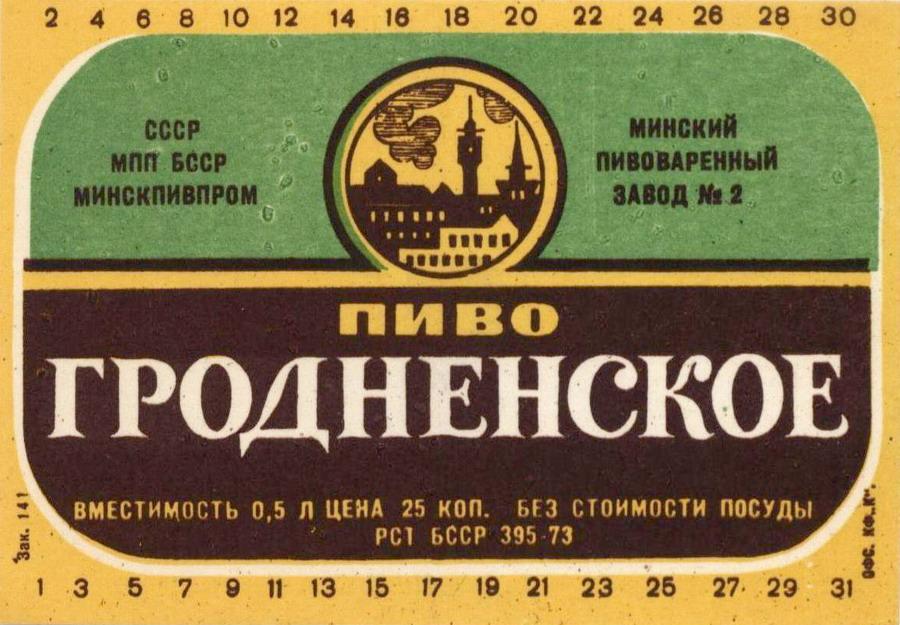 2 4 6 8 10 12 14 16 18 20 22 24 26 28 30
СССР
МПП БССР
МИНСКПИВПРОМ
МИНСКИЙ
ПИВОВАРЕННЫЙ
ЗАВОД № 2
ПИВО
ГРОДНЕНСКОЕ
ВМЕСТИМОСТЬ 0,5 Л ЦЕНА 25 КОП. БЕЗ СТОИМОСТИ ПОСУДЫ
РСТ БССР 395-73
Зак. 141
ОФС. КФ „К".
1 3 5 7 9 11 13 15 17 19 21 23 25 27 29 31